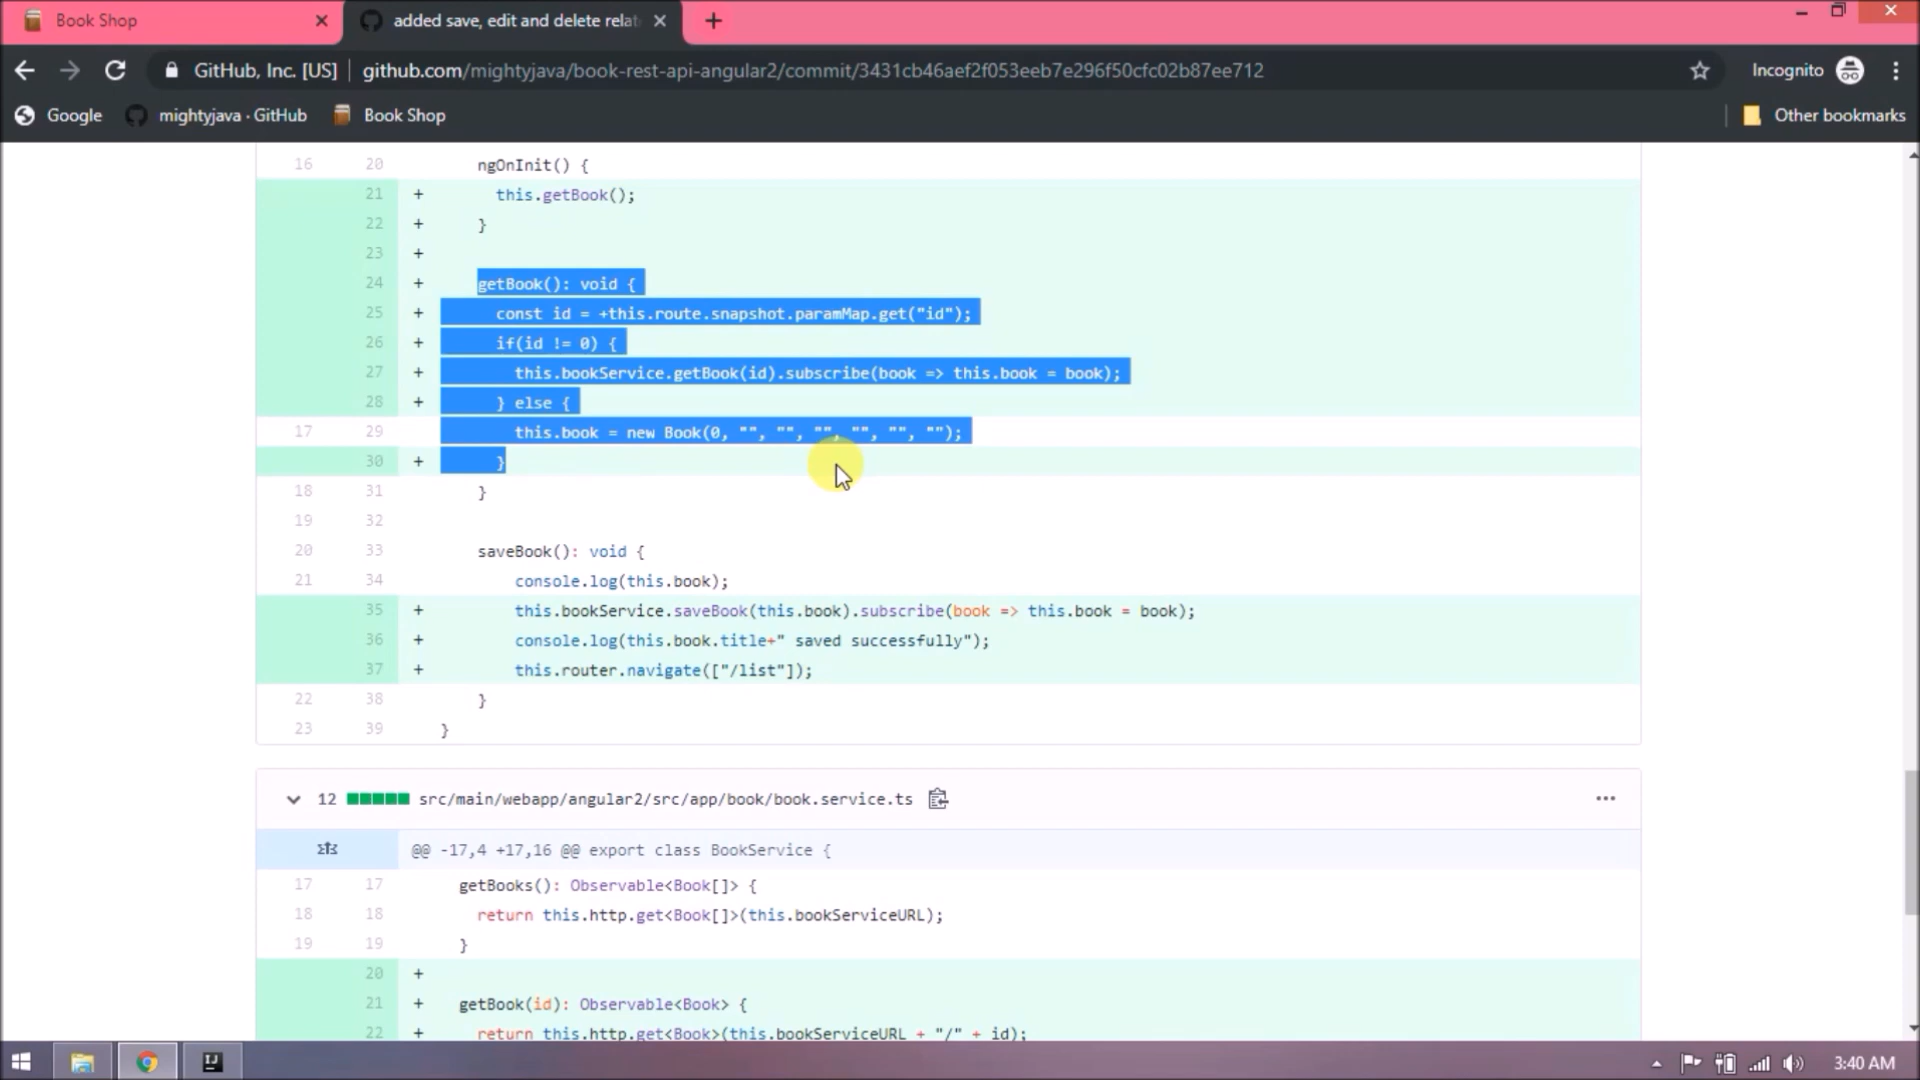 Book Shop
added save, edit and delete relat
GitHub, Inc. [US]
github.com/mightyjava/book-rest-api-angular2/commit/3431cb46aef2f053eeb7e296f50cfc02b87ee712
Incognito
Google
mightyjava · GitHub
Book Shop
Other bookmarks
16 20 ngOnInit() {
21 + this.getBook();
22 + }
23 +
24 + getBook(): void {
25 + const id = +this.route.snapshot.paramMap.get("id");
26 + if(id != 0) {
27 + this.bookService.getBook(id).subscribe(book => this.book = book);
28 + } else {
17 29 this.book = new Book(0, "", "", "", "", "", "");
30 + }
18 31 }
19 32
20 33 saveBook(): void {
21 34 console.log(this.book);
35 + this.bookService.saveBook(this.book).subscribe(book => this.book = book);
36 + console.log(this.book.title+" saved successfully");
37 + this.router.navigate(["/list"]);
22 38 }
23 39 }
12 src/main/webapp/angular2/src/app/book/book.service.ts
@@ -17,4 +17,16 @@ export class BookService {
17 17 getBooks(): Observable<Book[]> {
18 18 return this.http.get<Book[]>(this.bookServiceURL);
19 19 }
20 +
21 + getBook(id): Observable<Book> {
22 + return this.http.get<Book>(this.bookServiceURL + "/" + id);
3:40 AM